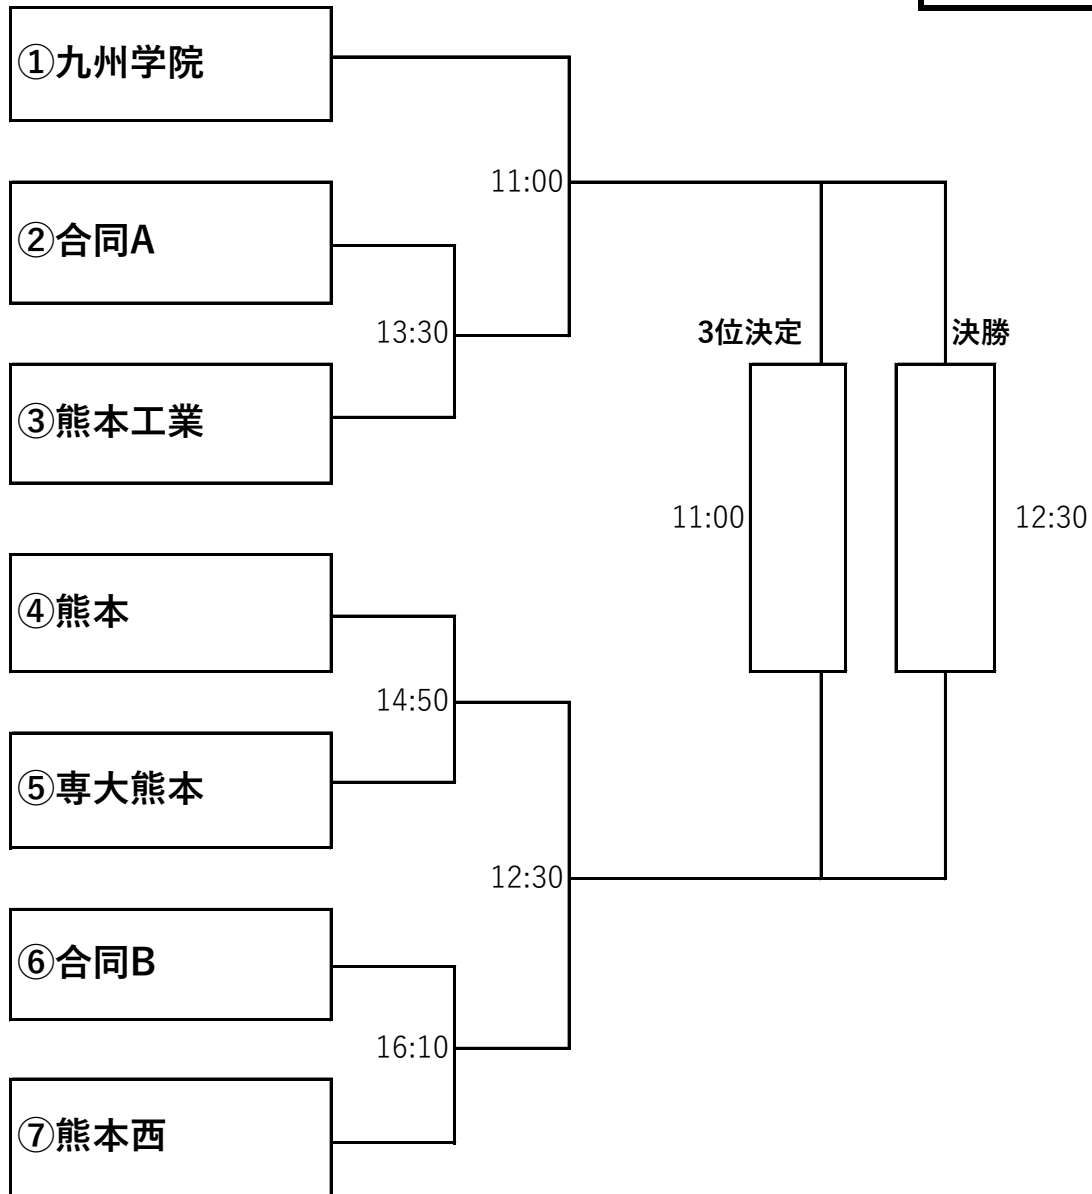 ①九州学院
11:00
②合同A
13:30
3位決定
決勝
③熊本工業
11:00
12:30
④熊本
14:50
⑤専大熊本
12:30
⑥合同B
16:10
⑦熊本西